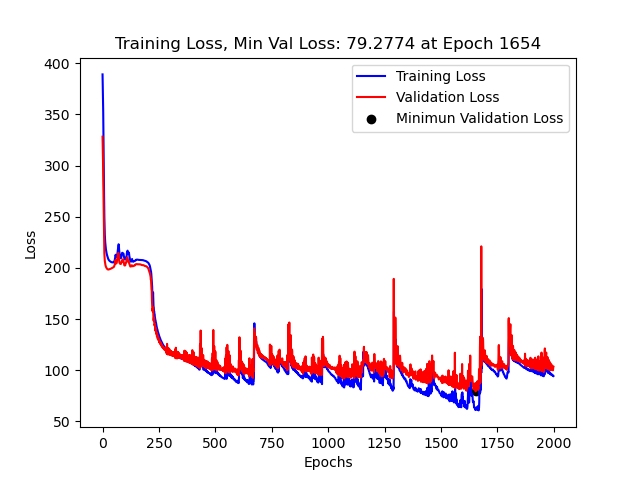 Training Loss, Min Val Loss: 79.2774 at Epoch 1654
Training Loss
Validation Loss
Minimun Validation Loss
Loss
400
350
300
250
200
150
100
50
0
250
500
750
1000
1250
1500
1750
2000
Epochs